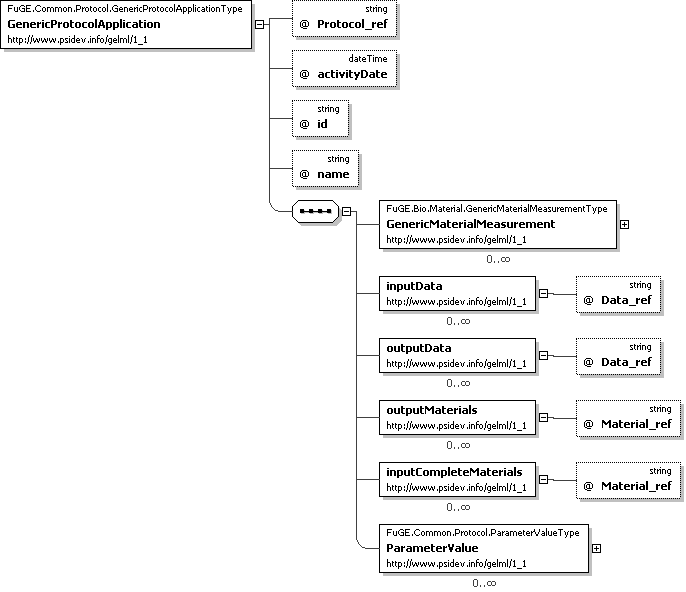 FuGE.Common.Protocol.GenericProtocolApplicationType
GenericProtocolApplication
http://www.psidev.info/gelml/1_1
string
@ Protocol_ref
dateTime
@ activityDate
string
@ id
string
@ name
FuGE.Bio.Material.GenericMaterialMeasurementType
GenericMaterialMeasurement
http://www.psidev.info/gelml/1_1
0..∞
inputData
http://www.psidev.info/gelml/1_1
0..∞
string
@ Data_ref
outputData
http://www.psidev.info/gelml/1_1
0..∞
string
@ Data_ref
outputMaterials
http://www.psidev.info/gelml/1_1
0..∞
string
@ Material_ref
inputCompleteMaterials
http://www.psidev.info/gelml/1_1
0..∞
string
@ Material_ref
FuGE.Common.Protocol.ParameterValueType
ParameterValue
http://www.psidev.info/gelml/1_1
0..∞